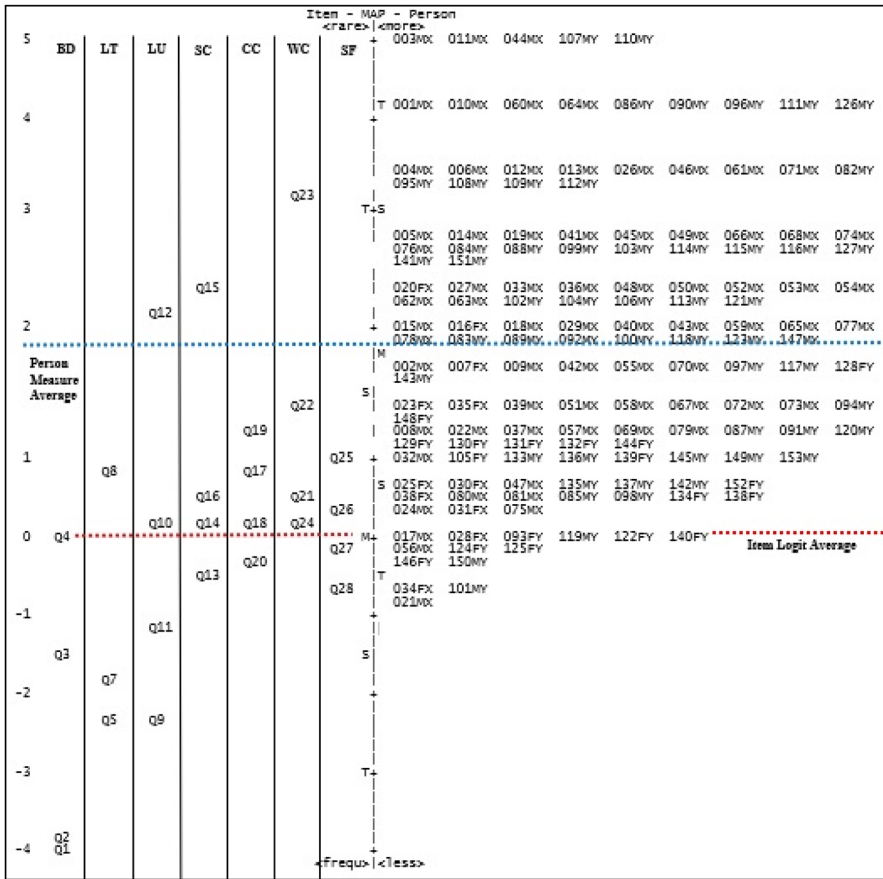 Item - MAP - Person
<rare>|<more>
5 + 003MX 011MX 044MX 107MY 110MY
BD LT LU SC CC WC SF
T 001MX 010MX 060MX 064MX 086MY 090MY 096MY 111MY 126MY
4 +
004MX 006MX 012MX 013MX 026MX 046MX 061MX 071MX 082MY
095MY 108MY 109MY 112MY
Q23
3 T+S
005MX 014MX 019MX 041MX 045MX 049MX 066MX 068MX 074MX
076MX 084MY 088MY 099MY 103MY 114MY 115MY 116MY 127MY
141MY 151MY
Q15 020FX 027MX 033MX 036MX 048MX 050MX 052MX 053MX 054MX
062MX 063MX 102MY 104MY 106MY 113MY 121MY
Q12
2 + 015MX 016FX 018MX 029MX 040MX 043MX 059MX 065MX 077MX
078MX 083MY 089MY 092MY 100MY 118MY 123MY 147MX
M
Person 002MX 007FX 009MX 042MX 055MX 070MX 097MY 117MY 128FY
Measure 143MY
Average S
Q22 023FX 035FX 039MX 051MX 058MX 067MX 072MX 073MX 094MY
148FY
Q19 008MX 022MX 037MX 057MX 069MX 079MX 087MY 091MY 120MY
129FY 130FY 131FY 132FY 144FY
1 Q25 + 032MX 105FY 133MY 136MY 139FY 145MY 149MY 153MY
Q8 Q17
S 025FX 030FX 047MX 135MY 137MY 142MY 152FY
Q16 Q21 038FX 080MX 081MX 085MY 098MY 134FY 138FY
Q26 024MX 031FX 075MX
Q10 Q14 Q18 Q24
0 Q4 M+ 017MX 028FX 093FY 119MY 122FY 140FY
Q27 056MX 124FY 125FY Item Logit Average
Q20 146FY 150MY
Q13 T
Q28 034FX 101MY
021MX
-1 +
Q11
Q3 S
Q7
-2 +
Q5 Q9
-3 T+
Q2
-4 Q1 +
<frequ>|<less>